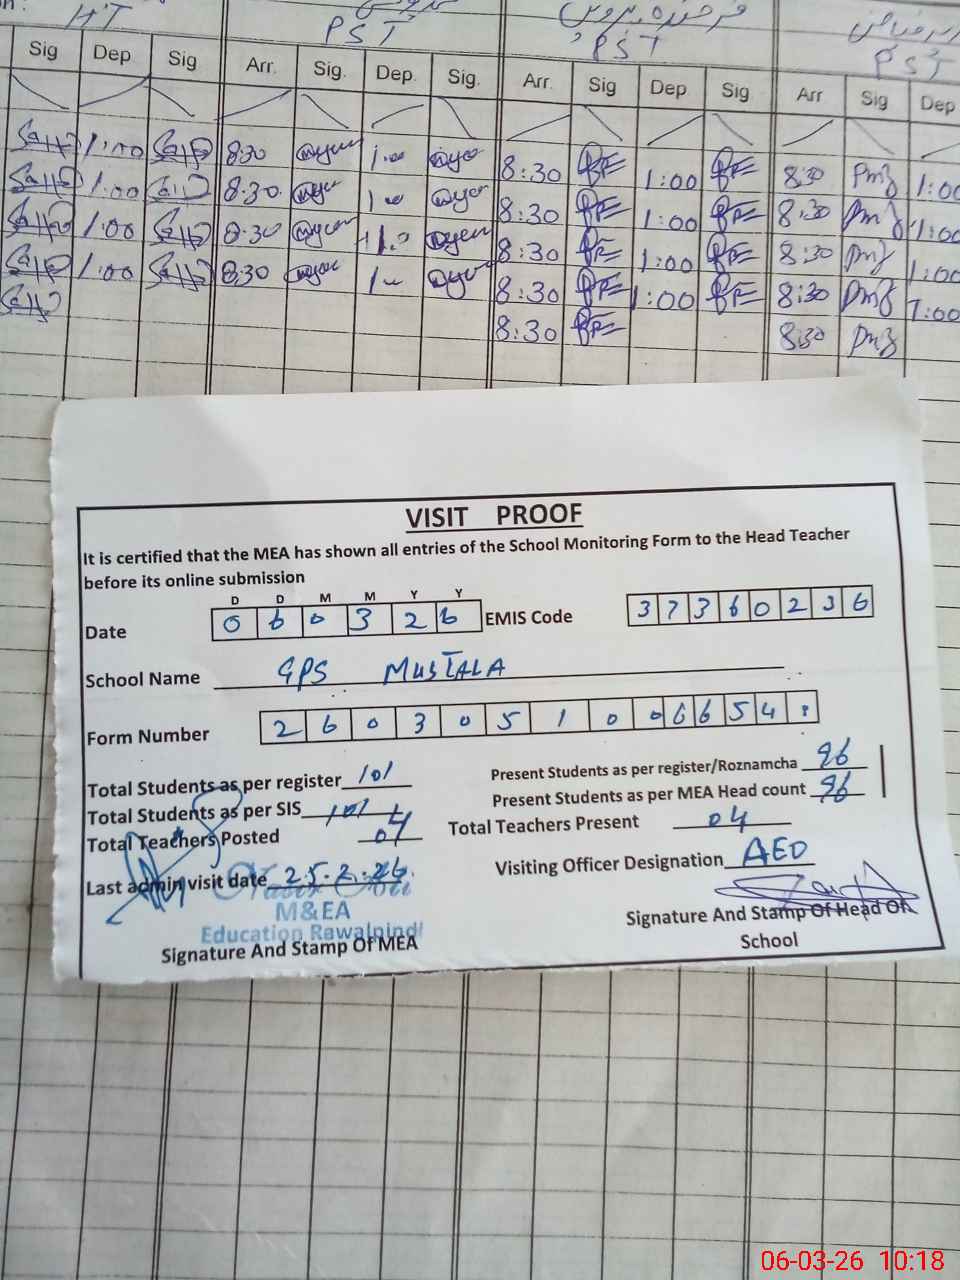 HT
PST
PST
PST
Sig Dep Sig Arr. Sig. Dep. Sig. Arr. Sig Dep Sig Arr Sig Dep
1:00 8:30 1:00 8:30 1:00 8:30 1:00
1:00 8:30 1:00 8:30 1:00 8:30 1:00
1:00 8:30 1:00 8:30 1:00 8:30 1:00
1:00 8:30 1:00 8:30 1:00 8:30 1:00
8:30 8:30
VISIT PROOF
It is certified that the MEA has shown all entries of the School Monitoring Form to the Head Teacher
before its online submission
D D M M Y Y
Date 0 6 0 3 2 6 EMIS Code 3 7 3 6 0 2 3 6
School Name GPS MUSTALA
Form Number 2 6 0 3 0 5 1 0 0 6 6 5 4
Total Students as per register 101 Present Students as per register/Roznamcha 96
Total Students as per SIS 101 Present Students as per MEA Head count 96
Total Teachers Posted 04 Total Teachers Present 04
Last admin visit date 25.2.26 Visiting Officer Designation AEO
M&EA
Education Rawalpindi
Signature And Stamp Of MEA
Signature And Stamp Of Head Of
School
06-03-26 10:18